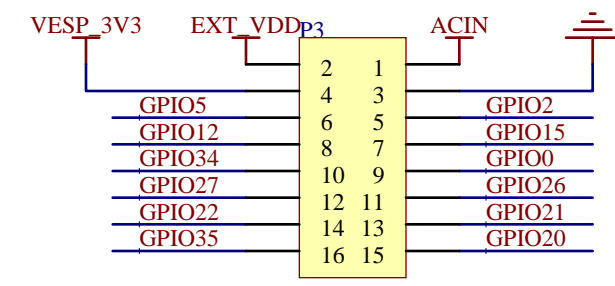 VESP_3V3 EXT_VDD P3 ACIN
2 1
4 3
GPIO5 6 5 GPIO2
GPIO12 8 7 GPIO15
GPIO34 10 9 GPIO0
GPIO27 12 11 GPIO26
GPIO22 14 13 GPIO21
GPIO35 16 15 GPIO20